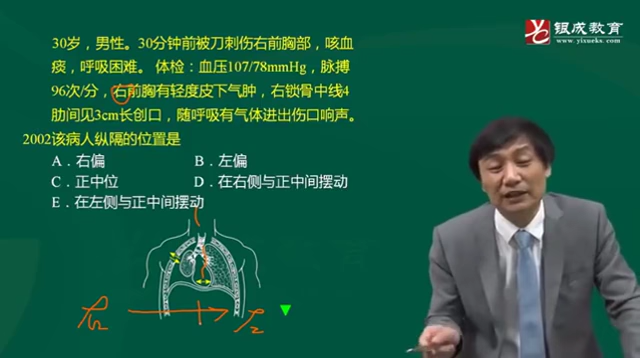 银成教育
www.yixueks.com
30岁，男性。30分钟前被刀刺伤右前胸部，咳血
痰，呼吸困难。 体检：血压107/78mmHg，脉搏
96次/分，右前胸有轻度皮下气肿，右锁骨中线4
肋间见3cm长创口，随呼吸有气体进出伤口响声。
2002该病人纵隔的位置是
A．右偏 B．左偏
C．正中位 D．在右侧与正中间摆动
E．在左侧与正中间摆动